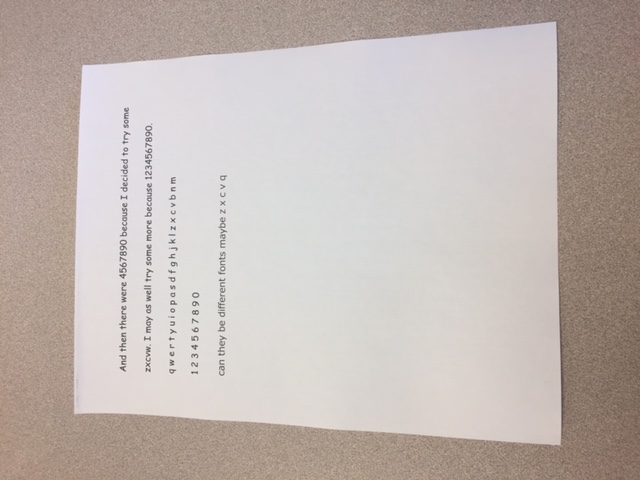 And then there were 4567890 because I decided to try some
zxcvw. I may as well try some more because 1234567890.
q w e r t y u i o p a s d f g h j k l z x c v b n m
1 2 3 4 5 6 7 8 9 0
can they be different fonts maybe z x c v q